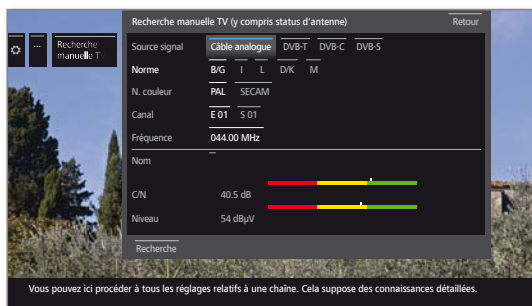 Recherche manuelle TV (y compris status d'antenne) Retour
... Recherche
manuelle TV
Source signal Câble analogue DVB-T DVB-C DVB-S
Norme B/G I L D/K M
N. couleur PAL SECAM
Canal E 01 S 01
Fréquence 044.00 MHz
Nom –
C/N 40.5 dB
Niveau 54 dBµV
Recherche
Vous pouvez ici procéder à tous les réglages relatifs à une chaîne. Cela suppose des connaissances détaillées.